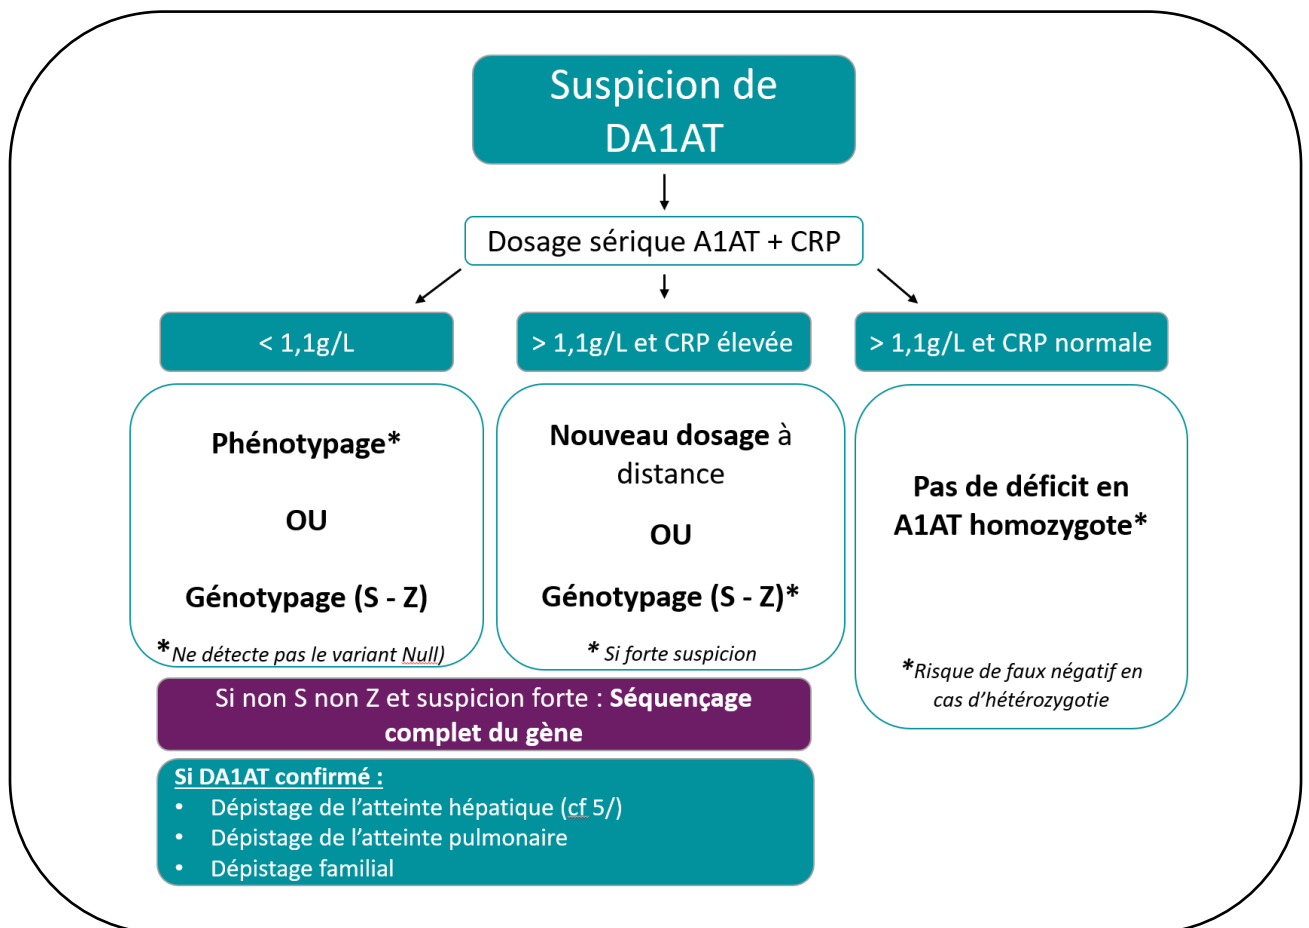 Suspicion de
DA1AT
Dosage sérique A1AT + CRP
< 1,1g/L
> 1,1g/L et CRP élevée
> 1,1g/L et CRP normale
Phénotypage*
OU
Génotypage (S - Z)
*Ne détecte pas le variant Null)
Nouveau dosage à
distance
OU
Génotypage (S - Z)*
* Si forte suspicion
Pas de déficit en
A1AT homozygote*
*Risque de faux négatif en
cas d’hétérozygotie
Si non S non Z et suspicion forte : Séquençage
complet du gène
Si DA1AT confirmé :
• Dépistage de l’atteinte hépatique (cf 5/)
• Dépistage de l’atteinte pulmonaire
• Dépistage familial